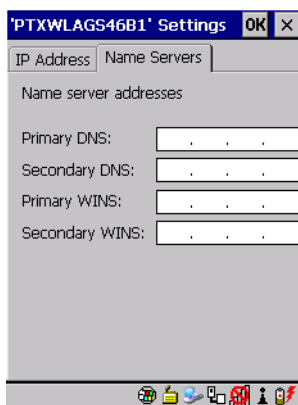 'PTXWLAGS46B1' Settings OK ×
IP Address Name Servers
Name server addresses
Primary DNS: . . .
Secondary DNS: . . .
Primary WINS: . . .
Secondary WINS: . . .